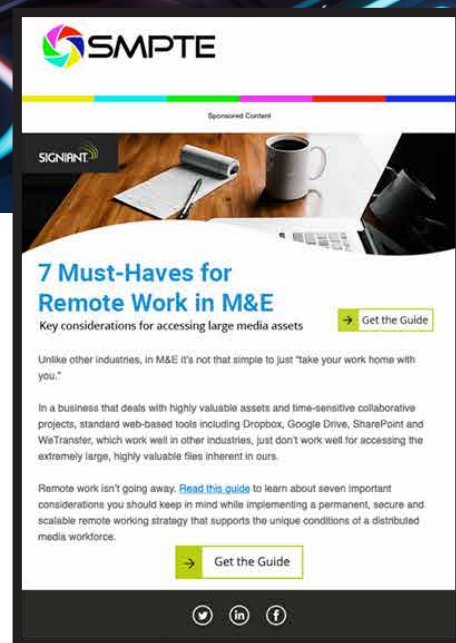 SMPTE
Sponsored Content
SIGNIANT
7 Must-Haves for
Remote Work in M&E
Key considerations for accessing large media assets
Get the Guide
Unlike other industries, in M&E it's not that simple to just "take your work home with
you."
In a business that deals with highly valuable assets and time-sensitive collaborative
projects, standard web-based tools including Dropbox, Google Drive, SharePoint and
WeTransfer, which work well in other industries, just don't work well for accessing the
extremely large, highly valuable files inherent in ours.
Remote work isn't going away. Read this guide to learn about seven important
considerations you should keep in mind while implementing a permanent, secure and
scalable remote working strategy that supports the unique conditions of a distributed
media workforce.
Get the Guide